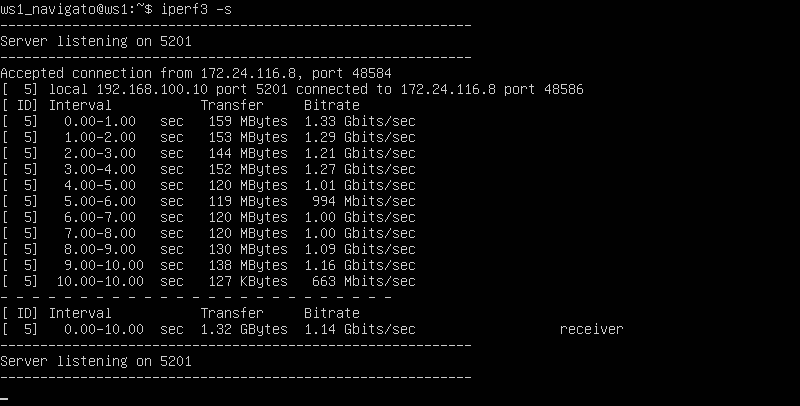 ws1_navigato@ws1:~$ iperf3 -s
-----------------------------------------------------------
Server listening on 5201
-----------------------------------------------------------
Accepted connection from 172.24.116.8, port 48584
[  5] local 192.168.100.10 port 5201 connected to 172.24.116.8 port 48586
[ ID] Interval           Transfer     Bitrate
[  5]   0.00-1.00   sec   159 MBytes  1.33 Gbits/sec
[  5]   1.00-2.00   sec   153 MBytes  1.29 Gbits/sec
[  5]   2.00-3.00   sec   144 MBytes  1.21 Gbits/sec
[  5]   3.00-4.00   sec   152 MBytes  1.27 Gbits/sec
[  5]   4.00-5.00   sec   120 MBytes  1.01 Gbits/sec
[  5]   5.00-6.00   sec   119 MBytes   994 Mbits/sec
[  5]   6.00-7.00   sec   120 MBytes  1.00 Gbits/sec
[  5]   7.00-8.00   sec   120 MBytes  1.00 Gbits/sec
[  5]   8.00-9.00   sec   130 MBytes  1.09 Gbits/sec
[  5]   9.00-10.00  sec   138 MBytes  1.16 Gbits/sec
[  5]  10.00-10.00  sec   127 KBytes   663 Mbits/sec
- - - - - - - - - - - - - - - - - - - - - - - - -
[ ID] Interval           Transfer     Bitrate
[  5]   0.00-10.00  sec  1.32 GBytes  1.14 Gbits/sec                  receiver
-----------------------------------------------------------
Server listening on 5201
-----------------------------------------------------------